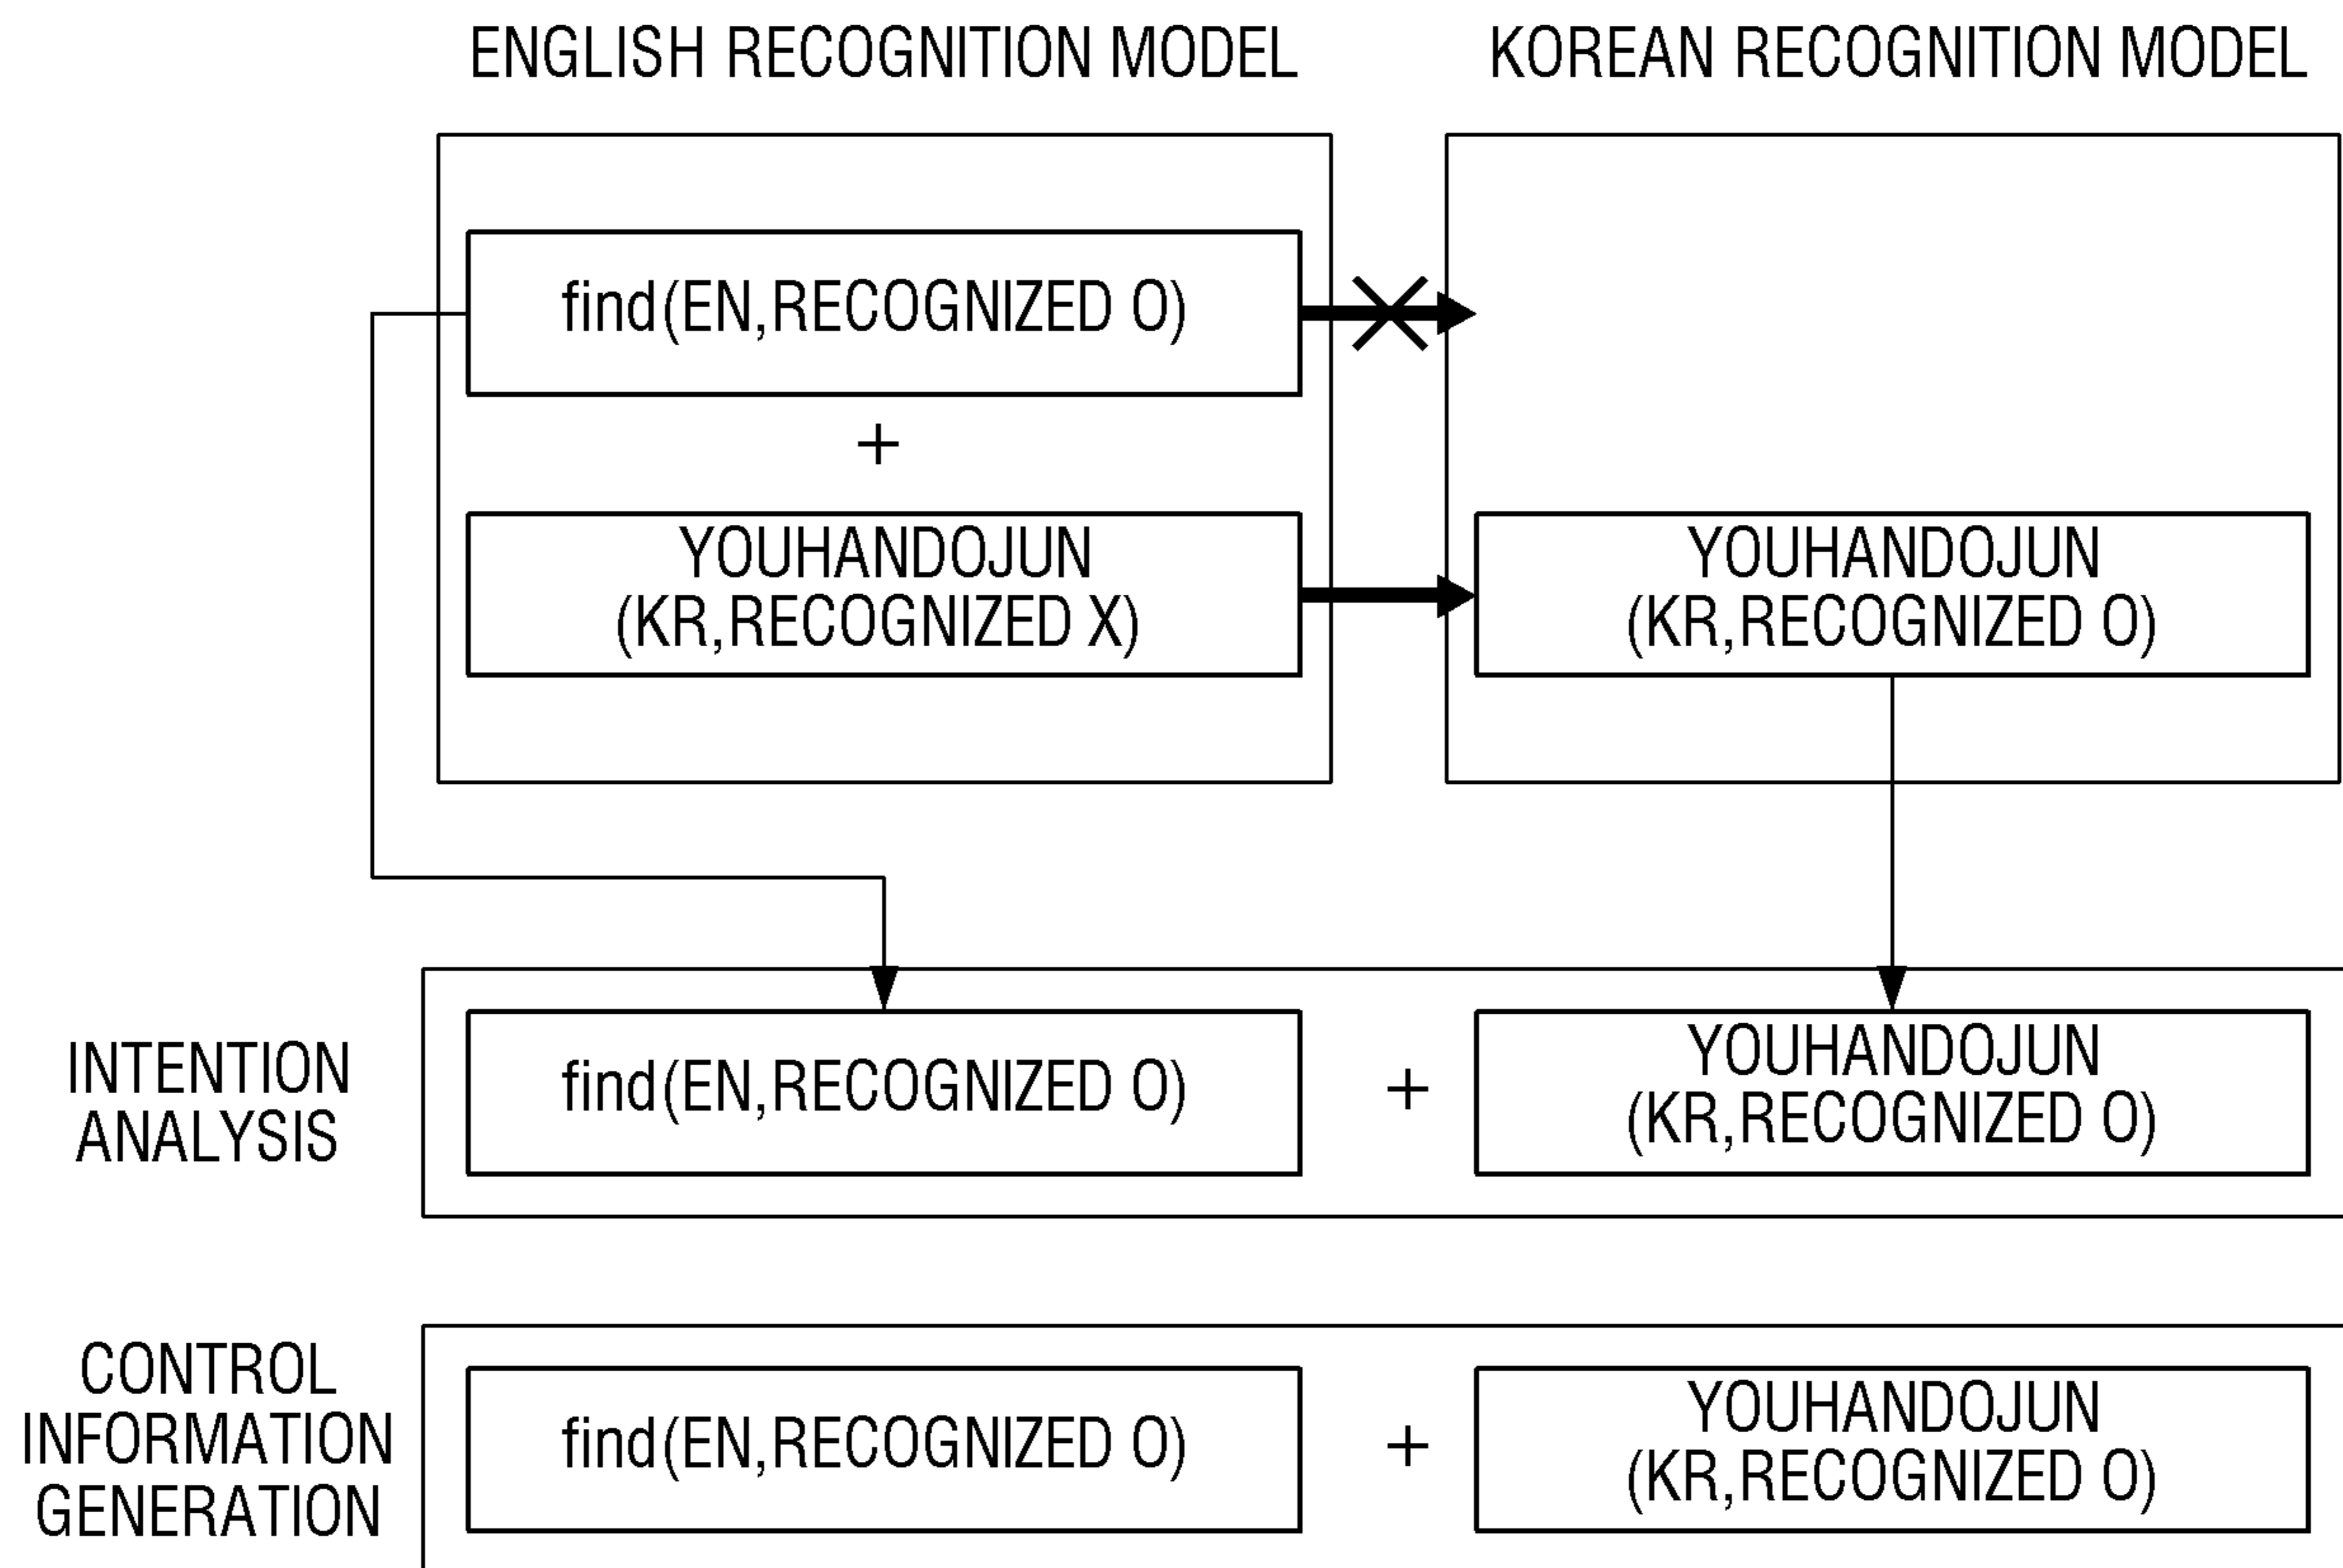 ENGLISH RECOGNITION MODEL
KOREAN RECOGNITION MODEL
find(EN,RECOGNIZED O)
+
YOUHANDOJUN
(KR,RECOGNIZED X)
YOUHANDOJUN
(KR,RECOGNIZED O)
INTENTION
ANALYSIS
find(EN,RECOGNIZED O)
+
YOUHANDOJUN
(KR,RECOGNIZED O)
CONTROL
INFORMATION
GENERATION
find(EN,RECOGNIZED O)
+
YOUHANDOJUN
(KR,RECOGNIZED O)